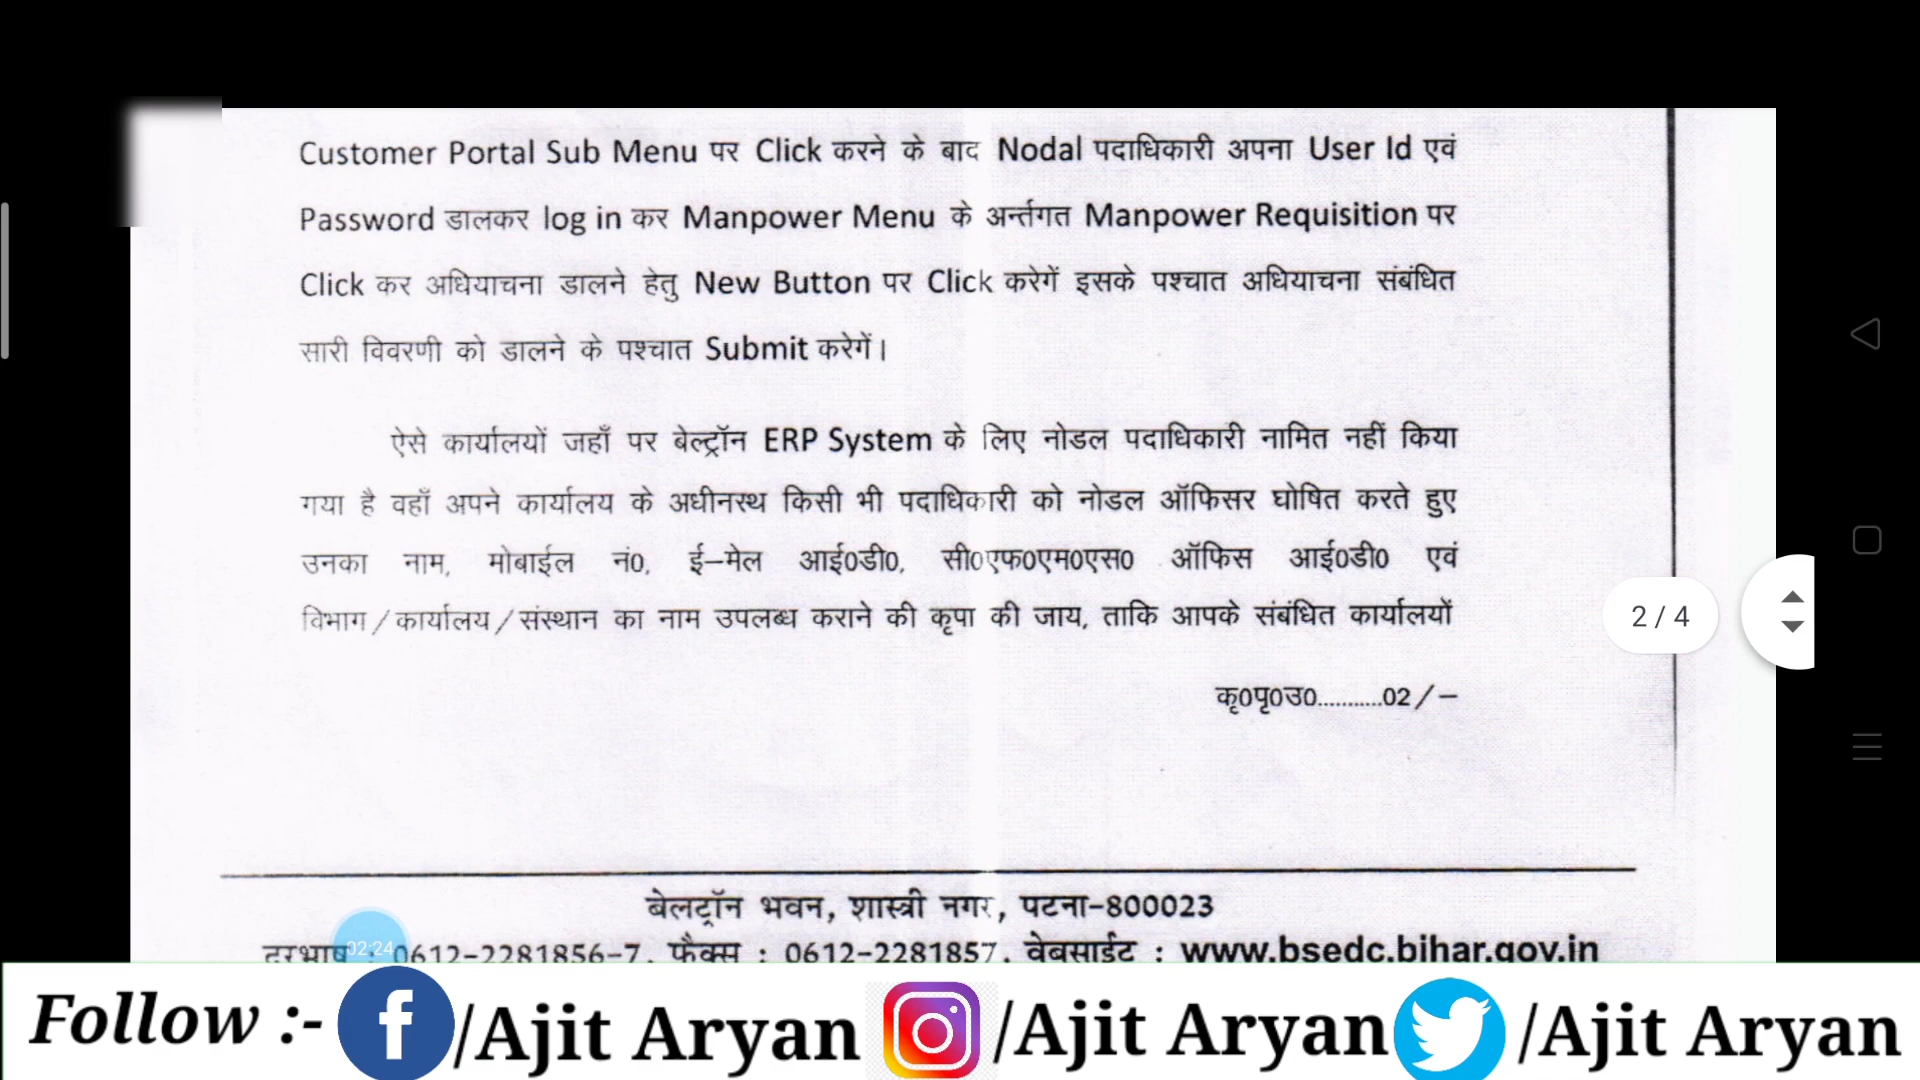 Customer Portal Sub Menu पर Click करने के बाद Nodal पदाधिकारी अपना User Id एवं
Password डालकर log in कर Manpower Menu के अर्न्तगत Manpower Requisition पर
Click कर अधियाचना डालने हेतु New Button पर Click करेगें इसके पश्चात अधियाचना संबंधित
सारी विवरणी को डालने के पश्चात Submit करेगें।
ऐसे कार्यालयों जहाँ पर बेल्ट्रॉन ERP System के लिए नोडल पदाधिकारी नामित नहीं किया
गया है वहाँ अपने कार्यालय के अधीनस्थ किसी भी पदाधिकारी को नोडल ऑफिसर घोषित करते हुए
उनका नाम, मोबाईल नं0, ई–मेल आई0डी0, सी0एफ0एम0एस0 ऑफिस आई0डी0 एवं
विभाग/कार्यालय/संस्थान का नाम उपलब्ध कराने की कृपा की जाय, ताकि आपके संबंधित कार्यालयों
2 / 4
कृ0पृ0उ0...........02/–
बेलट्रॉन भवन, शास्त्री नगर, पटना–800023
02:24
दूरभाष : 0612–2281856–7, फैक्स : 0612–2281857, वेबसाईट : www.bsedc.bihar.gov.in
Follow :- f/Ajit Aryan /Ajit Aryan /Ajit Aryan